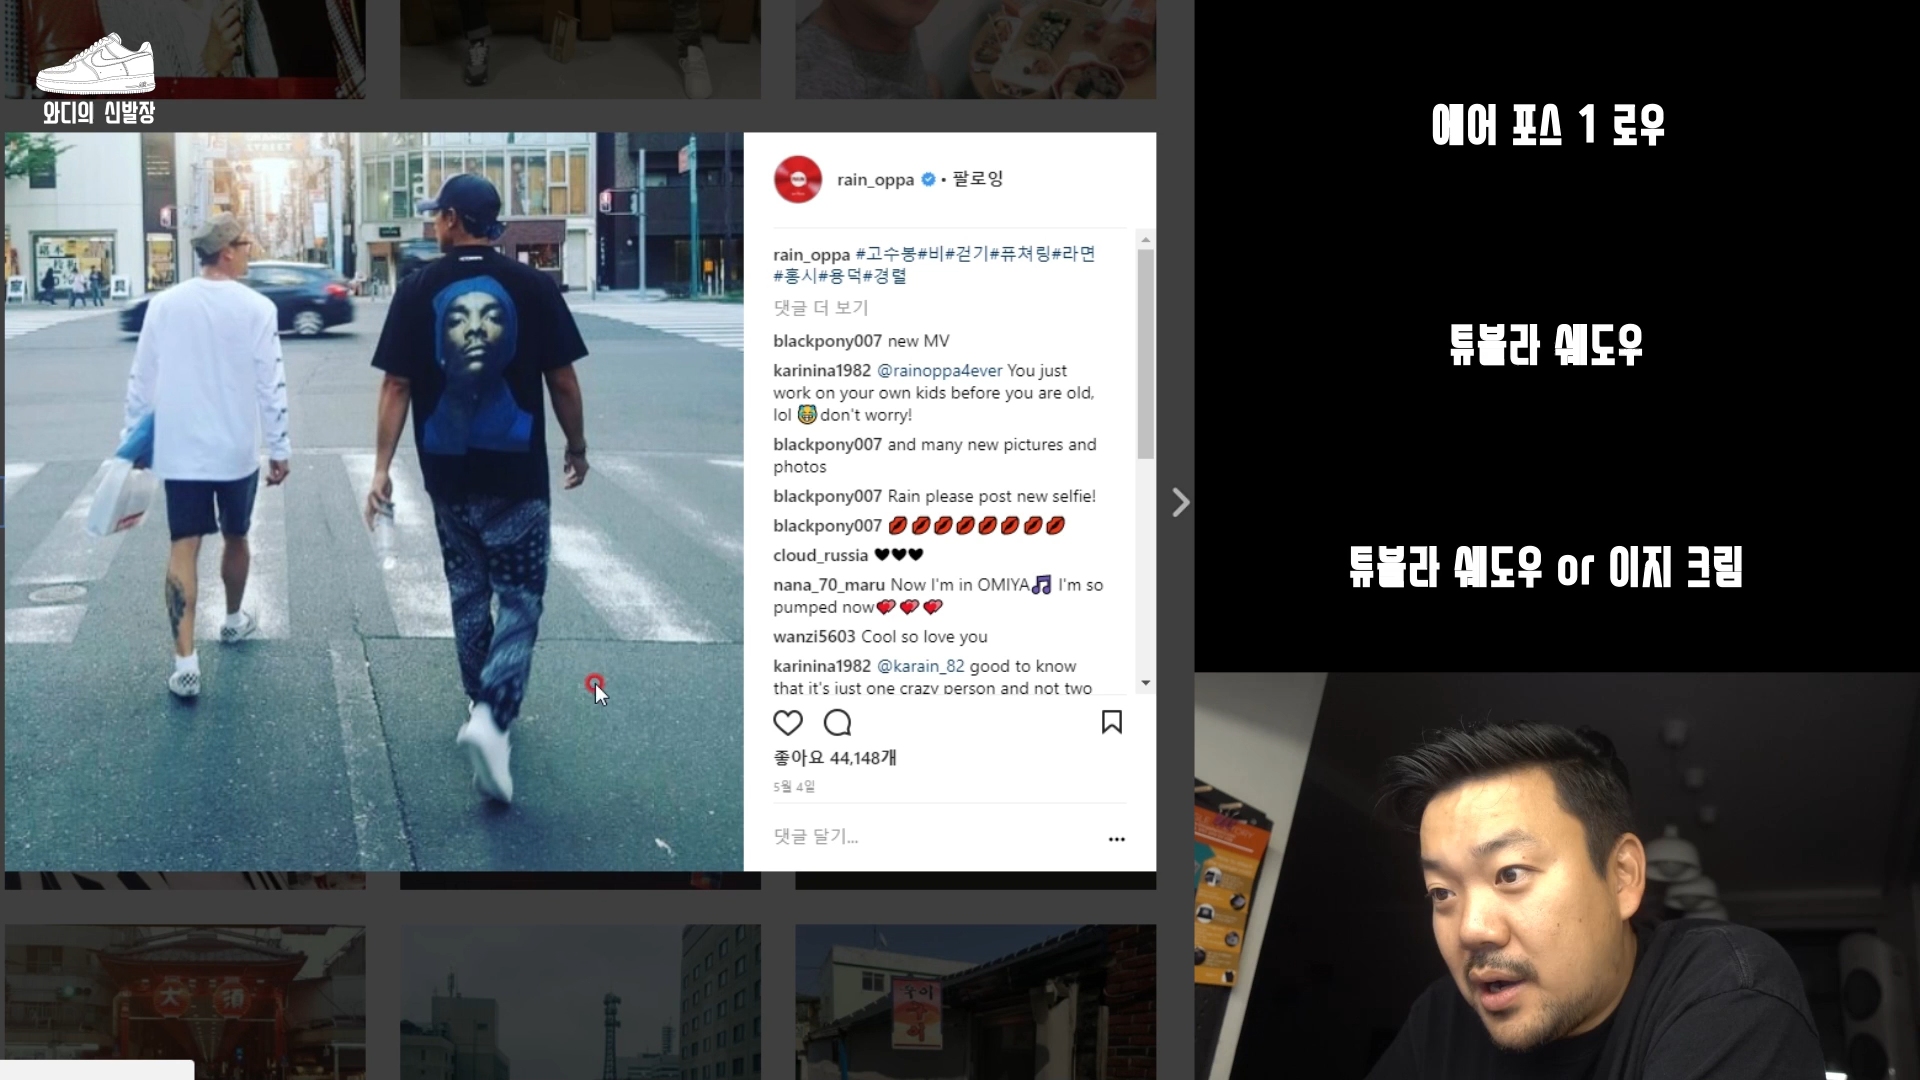 와디의 신발장
에어 포스 1 로우
튜블라 쉐도우
튜블라 쉐도우 or 이지 크림
rain_oppa • 팔로잉
rain_oppa #고수봉#비#걷기#퓨쳐링#라면
#홍시#용덕#경렬
댓글 더 보기
blackpony007 new MV
karinina1982 @rainoppa4ever You just
work on your own kids before you are old,
lol 😹don't worry!
blackpony007 and many new pictures and
photos
blackpony007 Rain please post new selfie!
blackpony007 💋💋💋💋💋💋💋💋
cloud_russia ♥♥♥
nana_70_maru Now I'm in OMIYA🎵 I'm so
pumped now💕💕💕
wanzi5603 Cool so love you
karinina1982 @karain_82 good to know
that it's just one crazy person and not two
좋아요 44,148개
5월 4일
댓글 달기...
STREET
大
須